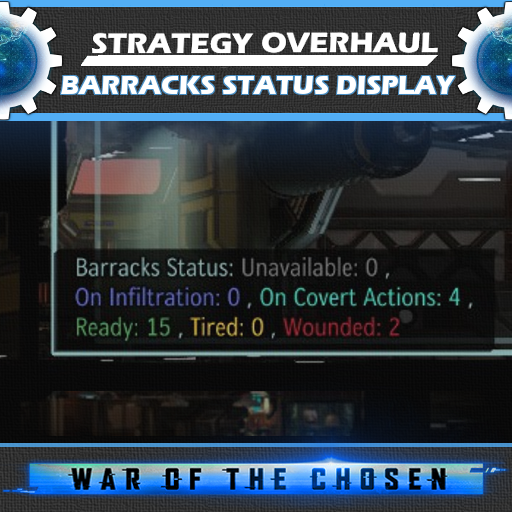 STRATEGY OVERHAUL
BARRACKS STATUS DISPLAY
Barracks Status: Unavailable: 0 ,
On Infiltration: 0 , On Covert Actions: 4 ,
Ready: 15 , Tired: 0 , Wounded: 2
WAR OF THE CHOSEN